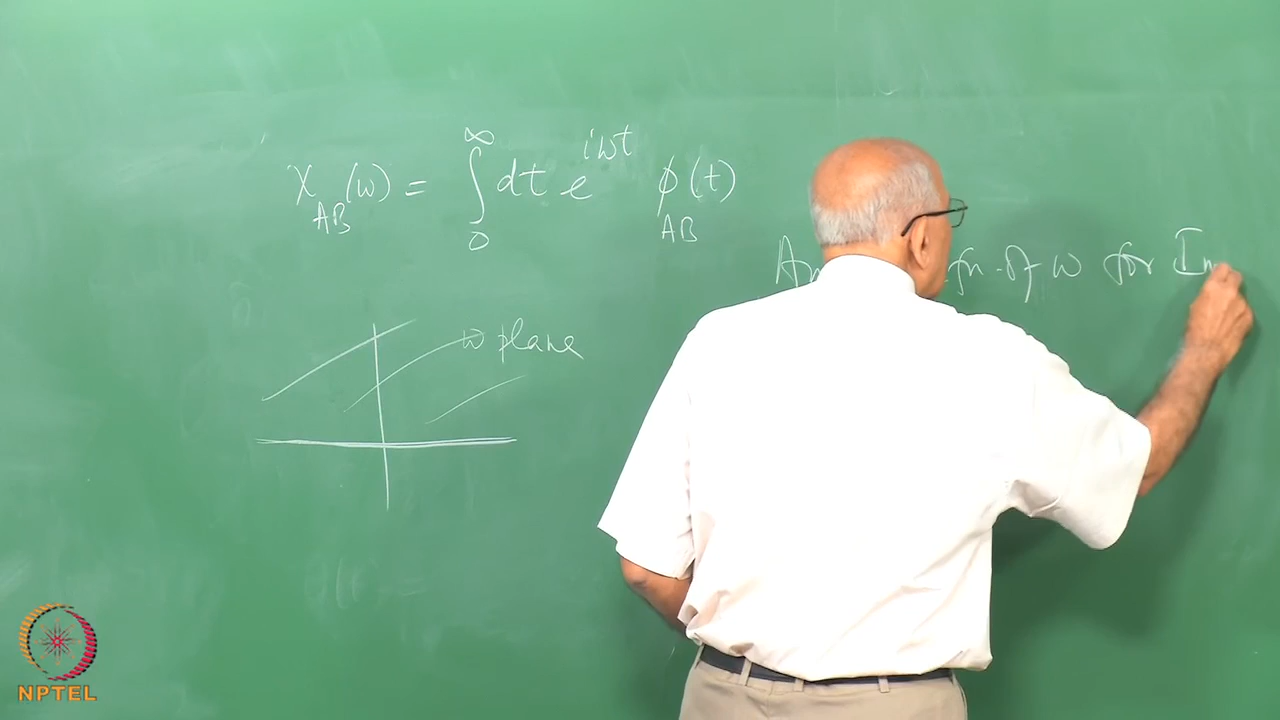 χ_AB(ω) = ∫_0^∞ dt e^{iωt} φ_AB(t)
fn. of ω for Im
ω plane
NPTEL